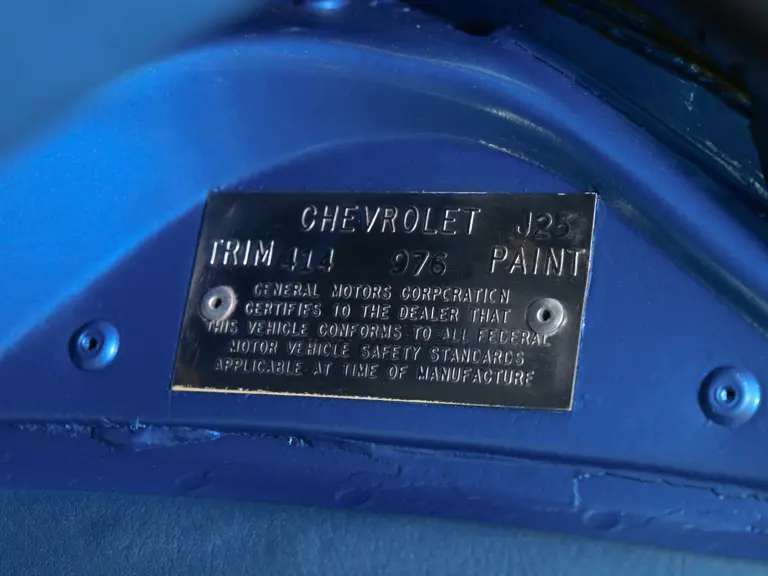 CHEVROLET J25
TRIM 414 976 PAINT
GENERAL MOTORS CORPORATION
CERTIFIES TO THE DEALER THAT
THIS VEHICLE CONFORMS TO ALL FEDERAL
MOTOR VEHICLE SAFETY STANDARDS
APPLICABLE AT TIME OF MANUFACTURE